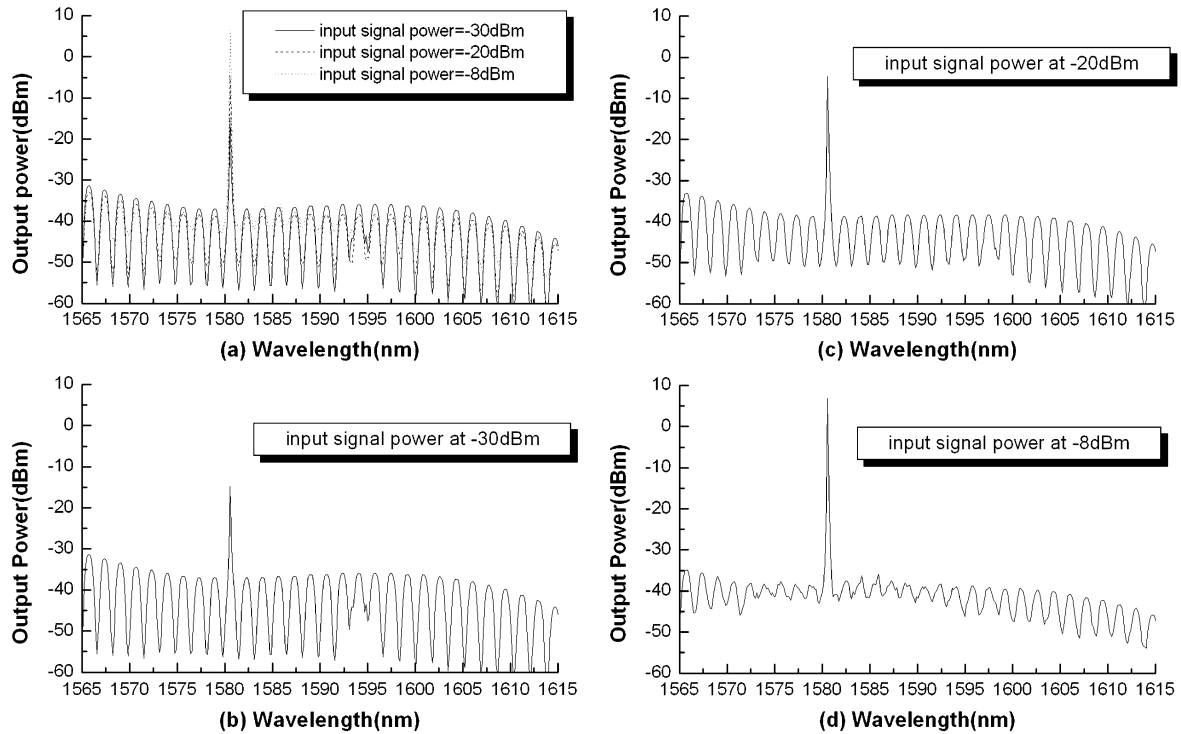 10
0
-10
-20
-30
-40
-50
-60
Output power(dBm)
input signal power=-30dBm
input signal power=-20dBm
input signal power=-8dBm
1565 1570 1575 1580 1585 1590 1595 1600 1605 1610 1615
(a) Wavelength(nm)
10
0
-10
-20
-30
-40
-50
-60
Output Power(dBm)
input signal power at -20dBm
1565 1570 1575 1580 1585 1590 1595 1600 1605 1610 1615
(c) Wavelength(nm)
10
0
-10
-20
-30
-40
-50
-60
Output Power(dBm)
input signal power at -30dBm
1565 1570 1575 1580 1585 1590 1595 1600 1605 1610 1615
(b) Wavelength(nm)
10
0
-10
-20
-30
-40
-50
-60
Output Power(dBm)
input signal power at -8dBm
1565 1570 1575 1580 1585 1590 1595 1600 1605 1610 1615
(d) Wavelength(nm)